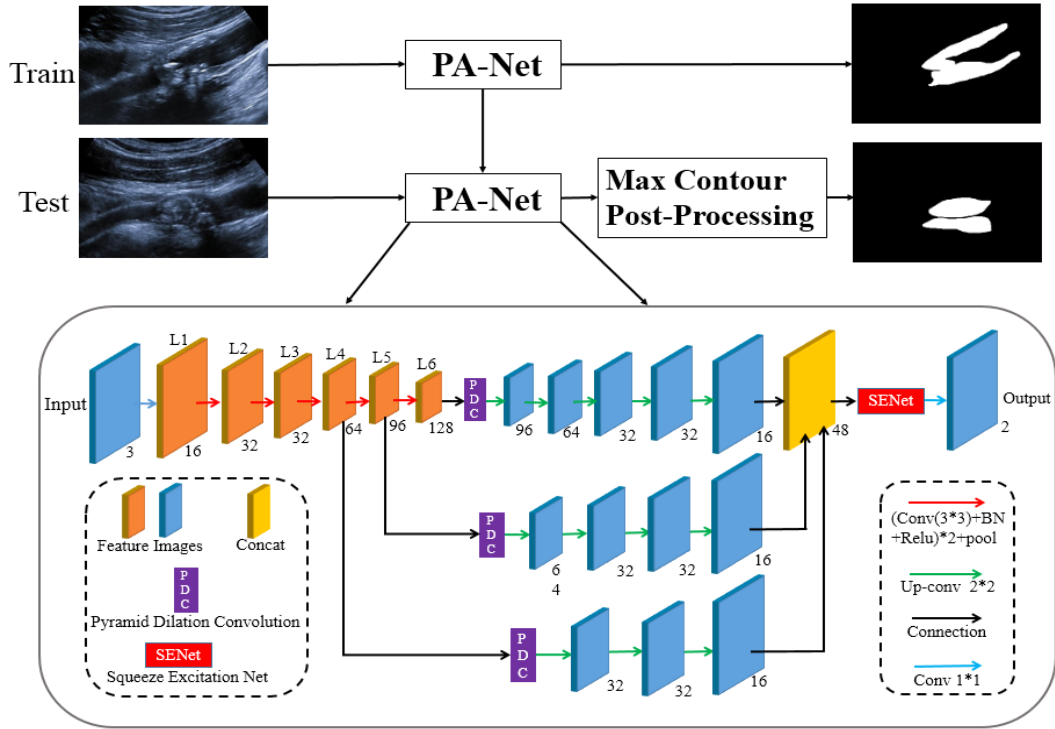 Train
PA-Net
Test
PA-Net
Max Contour
Post-Processing
L1
L2
L3
L4
L5
L6
Input
P
D
C
SENet
Output
3
16
32
32
64
96
128
96
64
32
32
16
48
2
P
D
C
6
4
32
32
16
P
D
C
32
32
16
Feature Images
Concat
P
D
C
Pyramid Dilation Convolution
SENet
Squeeze Excitation Net
(Conv(3*3)+BN
+Relu)*2+pool
Up-conv 2*2
Connection
Conv 1*1